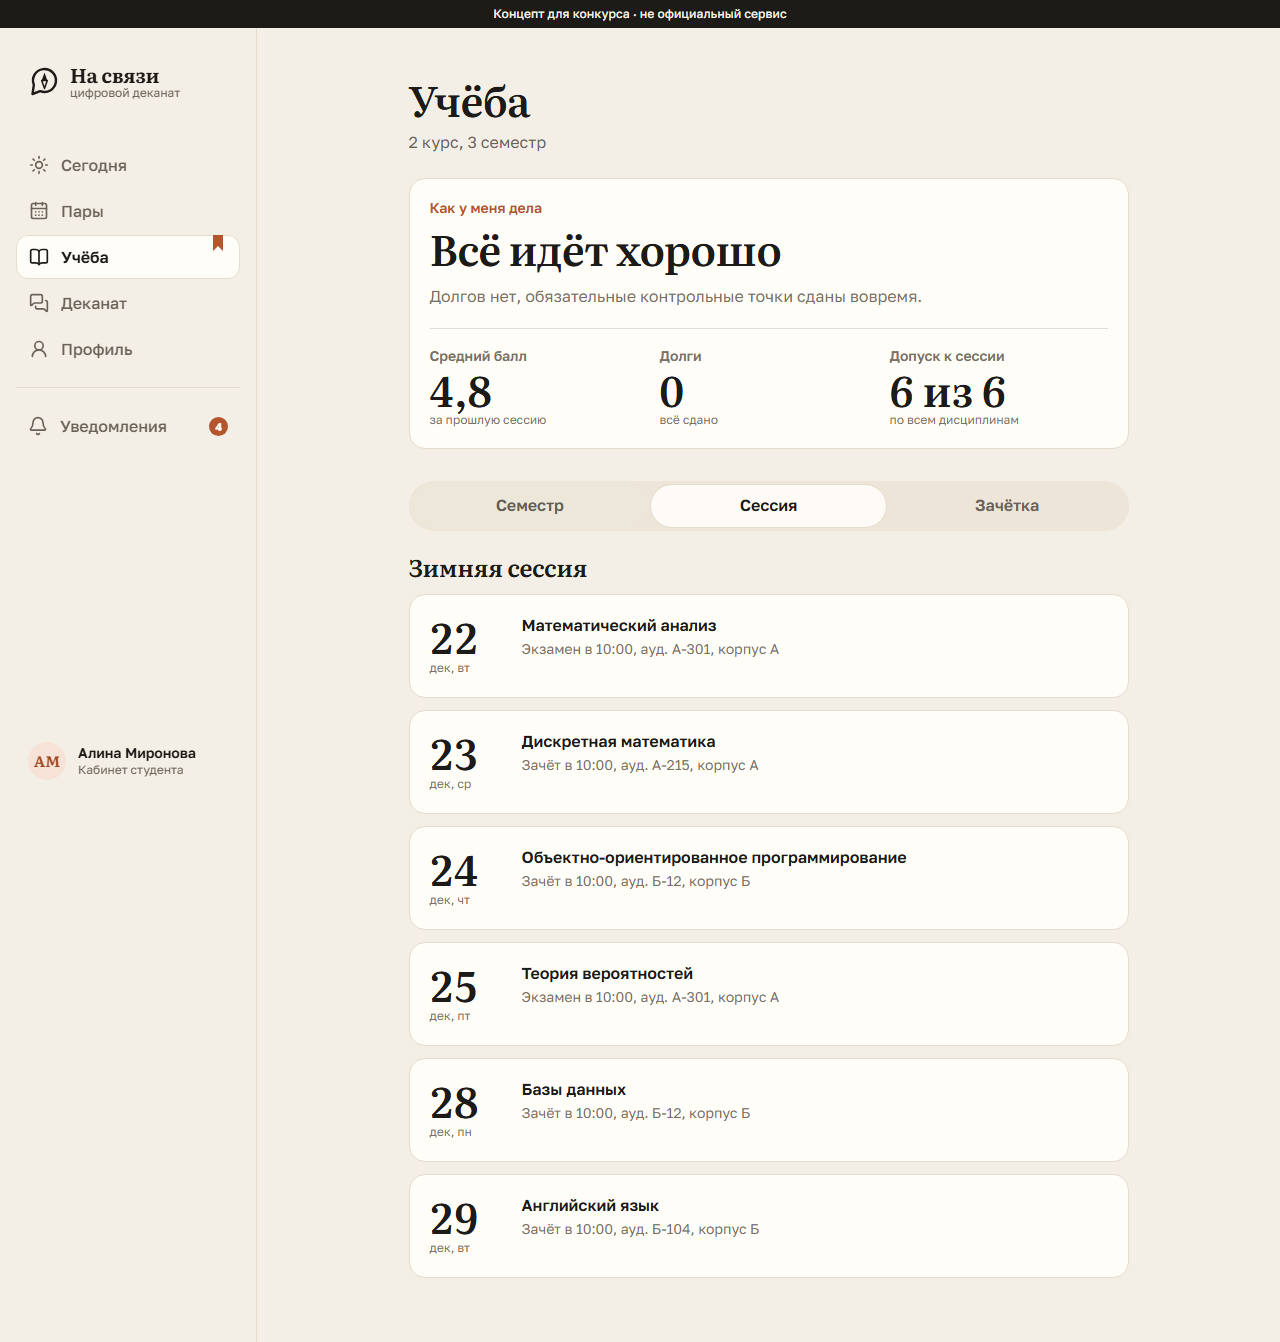 Концепт для конкурса · не официальный сервис
На связи
цифровой деканат
Сегодня
Пары
Учёба
Деканат
Профиль
Уведомления 4
АМ
Алина Миронова
Кабинет студента
Учёба
2 курс, 3 семестр
Как у меня дела
Всё идёт хорошо
Долгов нет, обязательные контрольные точки сданы вовремя.
Средний балл
4,8
за прошлую сессию
Долги
0
всё сдано
Допуск к сессии
6 из 6
по всем дисциплинам
Семестр Сессия Зачётка
Зимняя сессия
22
дек, вт
Математический анализ
Экзамен в 10:00, ауд. А-301, корпус А
23
дек, ср
Дискретная математика
Зачёт в 10:00, ауд. А-215, корпус А
24
дек, чт
Объектно-ориентированное программирование
Зачёт в 10:00, ауд. Б-12, корпус Б
25
дек, пт
Теория вероятностей
Экзамен в 10:00, ауд. А-301, корпус А
28
дек, пн
Базы данных
Зачёт в 10:00, ауд. Б-12, корпус Б
29
дек, вт
Английский язык
Зачёт в 10:00, ауд. Б-104, корпус Б